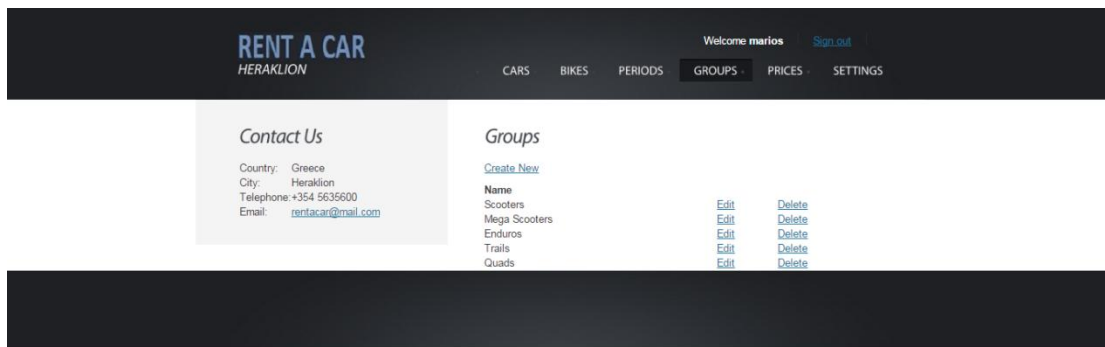 Welcome marios Sign out
RENT A CAR
HERAKLION
CARS BIKES PERIODS GROUPS PRICES SETTINGS
Contact Us
Country: Greece
City: Heraklion
Telephone:+354 5635600
Email: rentacar@mail.com
Groups
Create New
Name
Scooters Edit Delete
Mega Scooters Edit Delete
Enduros Edit Delete
Trails Edit Delete
Quads Edit Delete